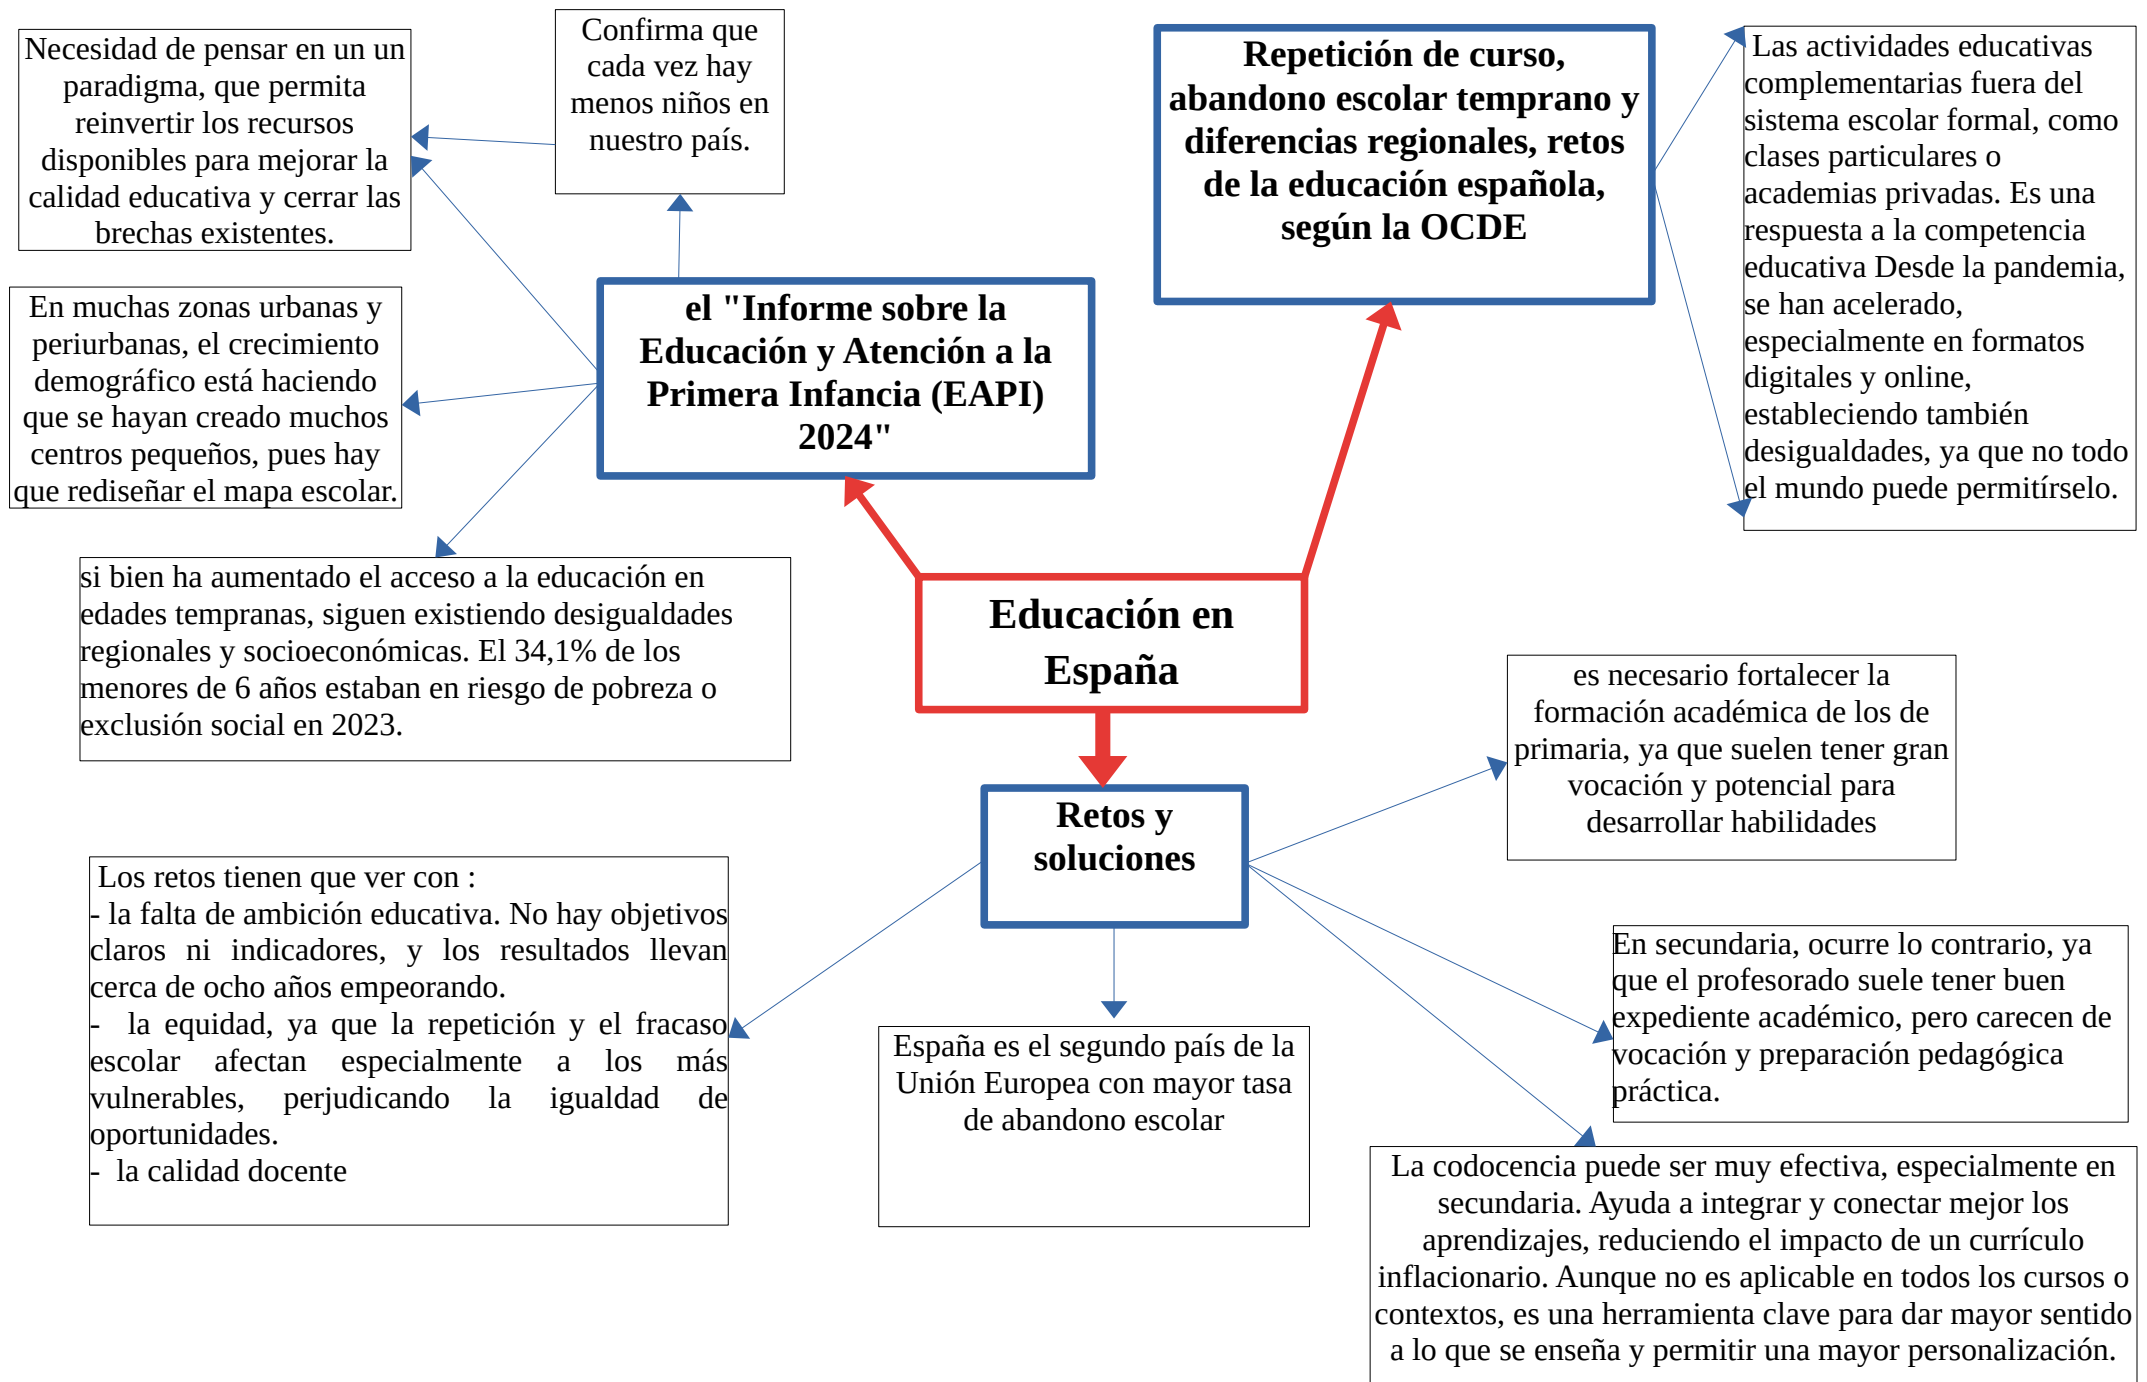 Necesidad de pensar en un un
paradigma, que permita
reinvertir los recursos
disponibles para mejorar la
calidad educativa y cerrar las
brechas existentes.
Confirma que
cada vez hay
menos niños en
nuestro país.
Repetición de curso,
abandono escolar temprano y
diferencias regionales, retos
de la educación española,
según la OCDE
Las actividades educativas
complementarias fuera del
sistema escolar formal, como
clases particulares o
academias privadas. Es una
respuesta a la competencia
educativa Desde la pandemia,
se han acelerado,
especialmente en formatos
digitales y online,
estableciendo también
desigualdades, ya que no todo
el mundo puede permitírselo.
En muchas zonas urbanas y
periurbanas, el crecimiento
demográfico está haciendo
que se hayan creado muchos
centros pequeños, pues hay
que rediseñar el mapa escolar.
el "Informe sobre la
Educación y Atención a la
Primera Infancia (EAPI)
2024"
si bien ha aumentado el acceso a la educación en
edades tempranas, siguen existiendo desigualdades
regionales y socioeconómicas. El 34,1% de los
menores de 6 años estaban en riesgo de pobreza o
exclusión social en 2023.
Educación en
España
es necesario fortalecer la
formación académica de los de
primaria, ya que suelen tener gran
vocación y potencial para
desarrollar habilidades
Retos y
soluciones
Los retos tienen que ver con :
- la falta de ambición educativa. No hay objetivos
claros ni indicadores, y los resultados llevan
cerca de ocho años empeorando.
- la equidad, ya que la repetición y el fracaso
escolar afectan especialmente a los más
vulnerables, perjudicando la igualdad de
oportunidades.
- la calidad docente
España es el segundo país de la
Unión Europea con mayor tasa
de abandono escolar
En secundaria, ocurre lo contrario, ya
que el profesorado suele tener buen
expediente académico, pero carecen de
vocación y preparación pedagógica
práctica.
La codocencia puede ser muy efectiva, especialmente en
secundaria. Ayuda a integrar y conectar mejor los
aprendizajes, reduciendo el impacto de un currículo
inflacionario. Aunque no es aplicable en todos los cursos o
contextos, es una herramienta clave para dar mayor sentido
a lo que se enseña y permitir una mayor personalización.